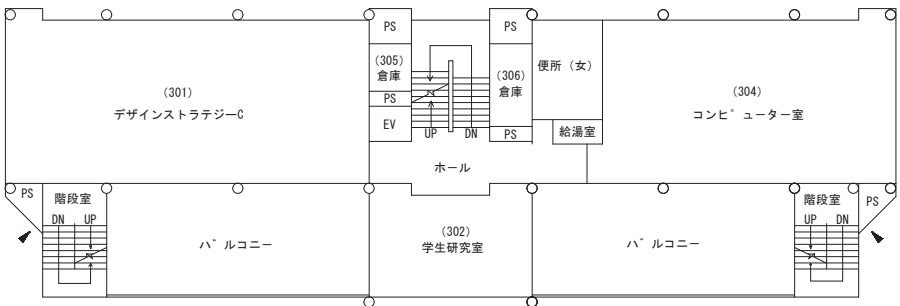 PS
PS
(301)
デザインストラテジーC
(305)
倉庫
PS
EV
UP
DN
(306)
倉庫
PS
便所（女）
給湯室
(304)
コンピューター室
ホール
PS
階段室
DN
UP
バルコニー
(302)
学生研究室
バルコニー
階段室
UP
DN
PS